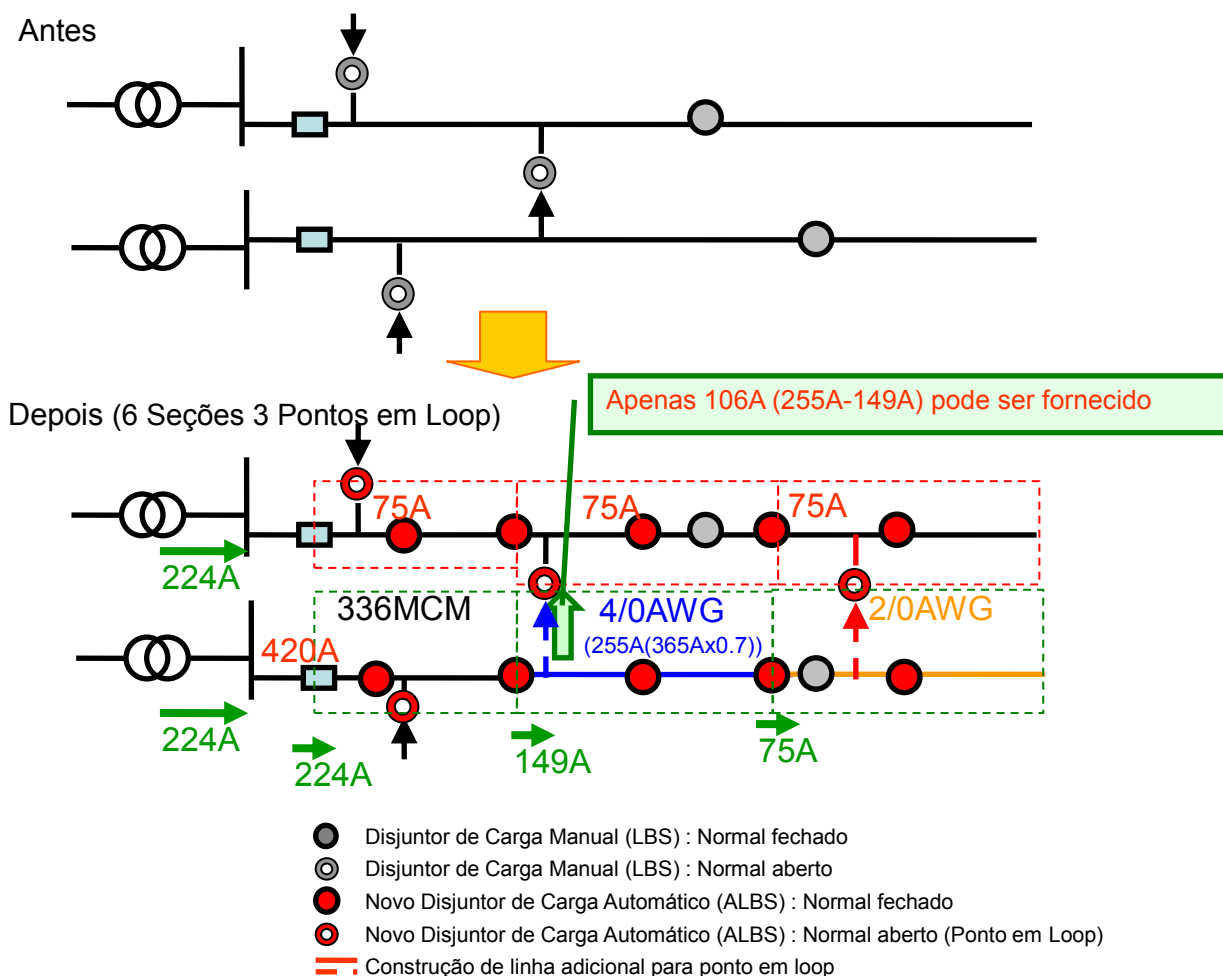 Antes
Depois (6 Seções 3 Pontos em Loop)
Apenas 106A (255A-149A) pode ser fornecido
75A
75A
75A
224A
336MCM
4/0AWG
(255A(365Ax0.7))
2/0AWG
420A
224A
224A
149A
75A
Disjuntor de Carga Manual (LBS) : Normal fechado
Disjuntor de Carga Manual (LBS) : Normal aberto
Novo Disjuntor de Carga Automático (ALBS) : Normal fechado
Novo Disjuntor de Carga Automático (ALBS) : Normal aberto (Ponto em Loop)
Construção de linha adicional para ponto em loop